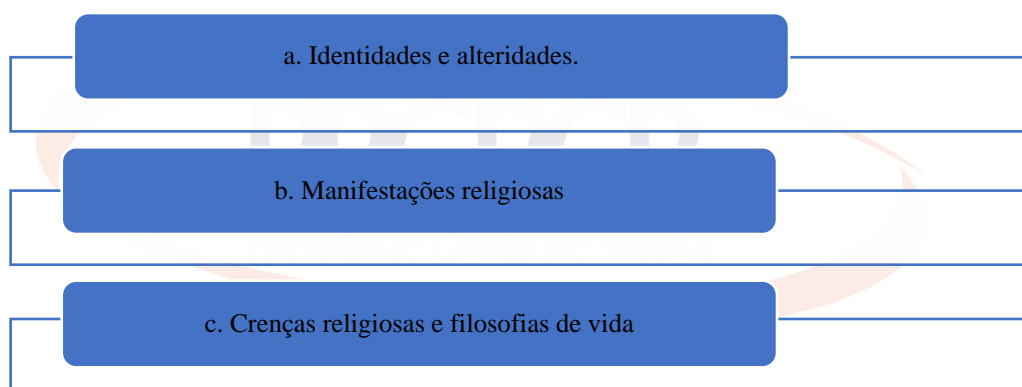 a. Identidades e alteridades.
b. Manifestações religiosas
c. Crenças religiosas e filosofias de vida